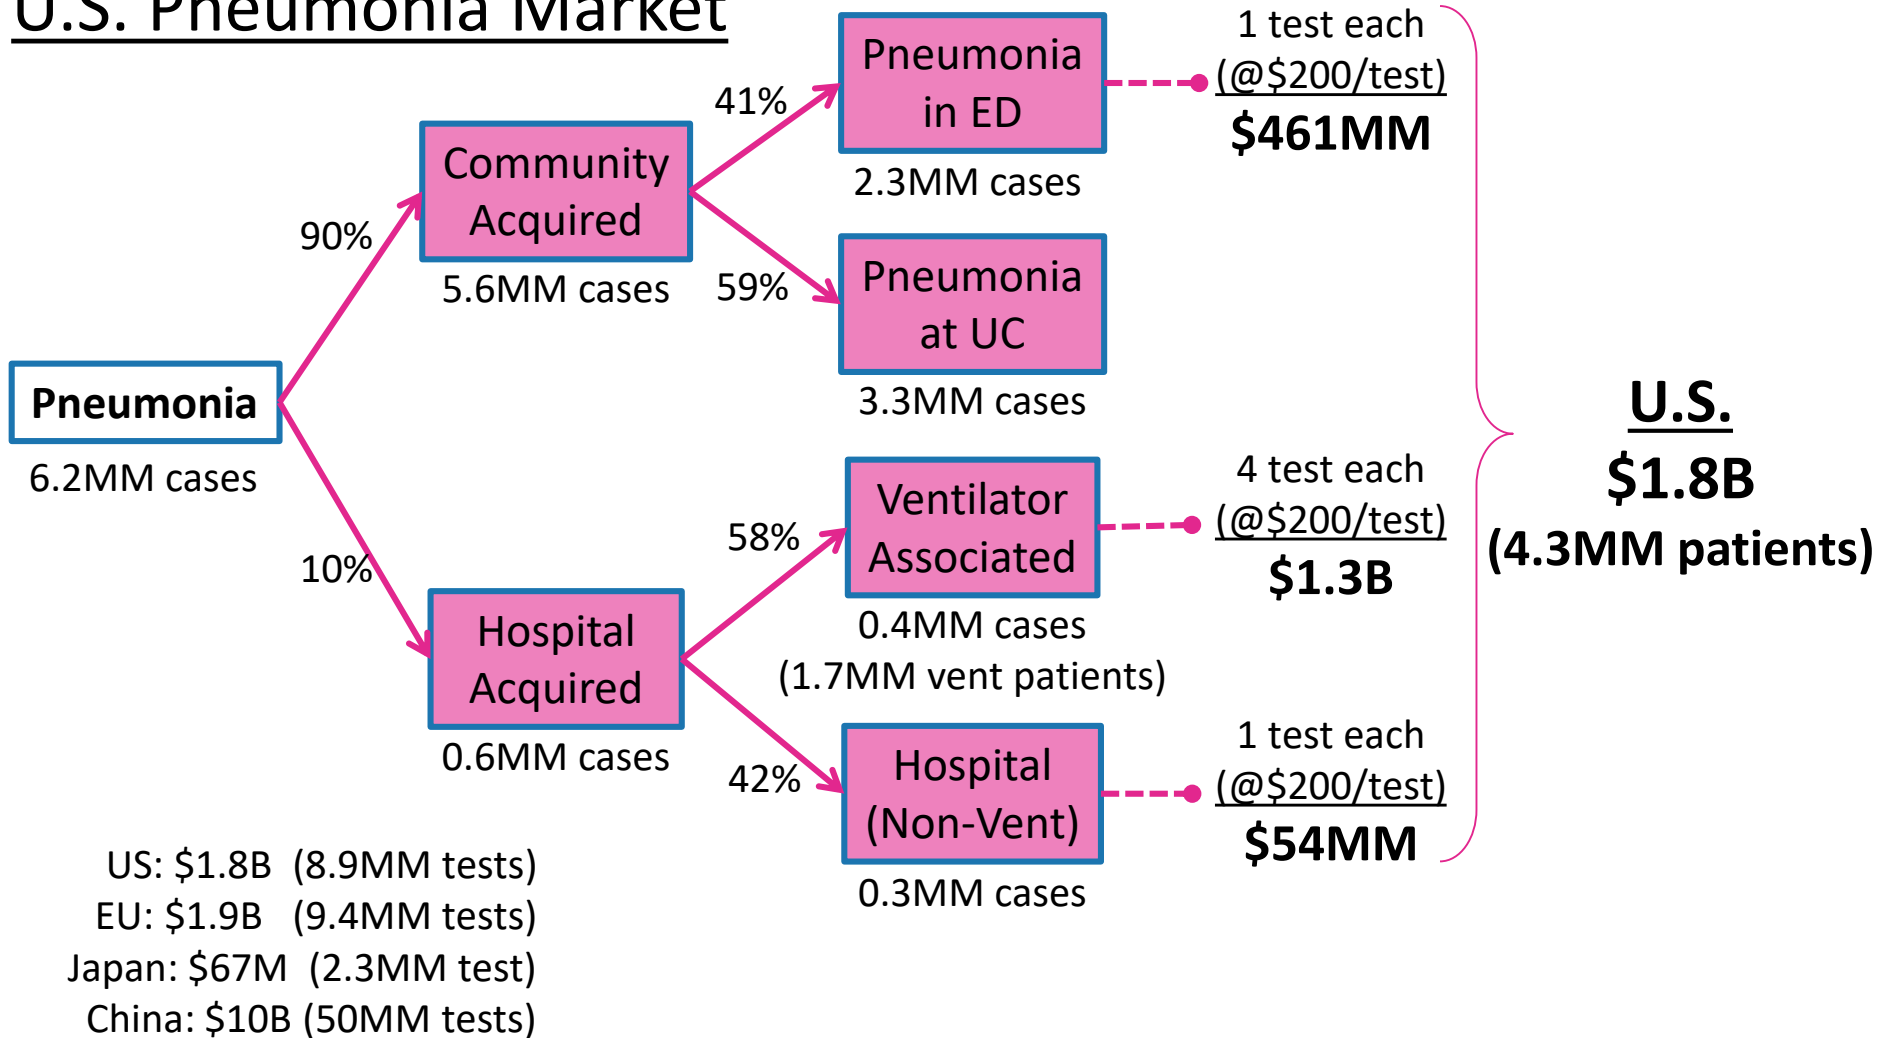 U.S. Pneumonia Market
Pneumonia
6.2MM cases
90%
10%
Community
Acquired
5.6MM cases
Hospital
Acquired
0.6MM cases
41%
59%
58%
42%
Pneumonia
in ED
2.3MM cases
Pneumonia
at UC
3.3MM cases
Ventilator
Associated
0.4MM cases
(1.7MM vent patients)
Hospital
(Non-Vent)
0.3MM cases
1 test each
(@$200/test)
$461MM
4 test each
(@$200/test)
$1.3B
1 test each
(@$200/test)
$54MM
U.S.
$1.8B
(4.3MM patients)
US: $1.8B (8.9MM tests)
EU: $1.9B (9.4MM tests)
Japan: $67M (2.3MM test)
China: $10B (50MM tests)